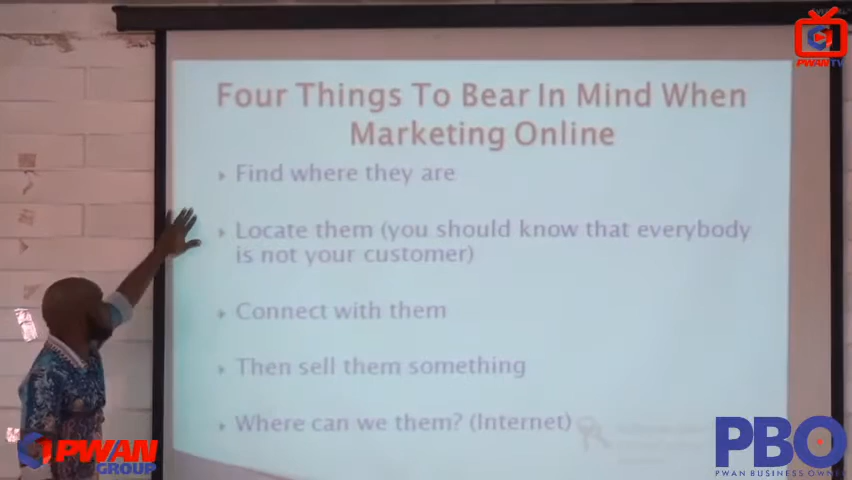 PWANTV
Four Things To Bear In Mind When
Marketing Online
Find where they are
Locate them (you should know that everybody
is not your customer)
Connect with them
Then sell them something
Where can we them? (Internet)
PWAN
GROUP
PBO
PWAN BUSINESS OWNER